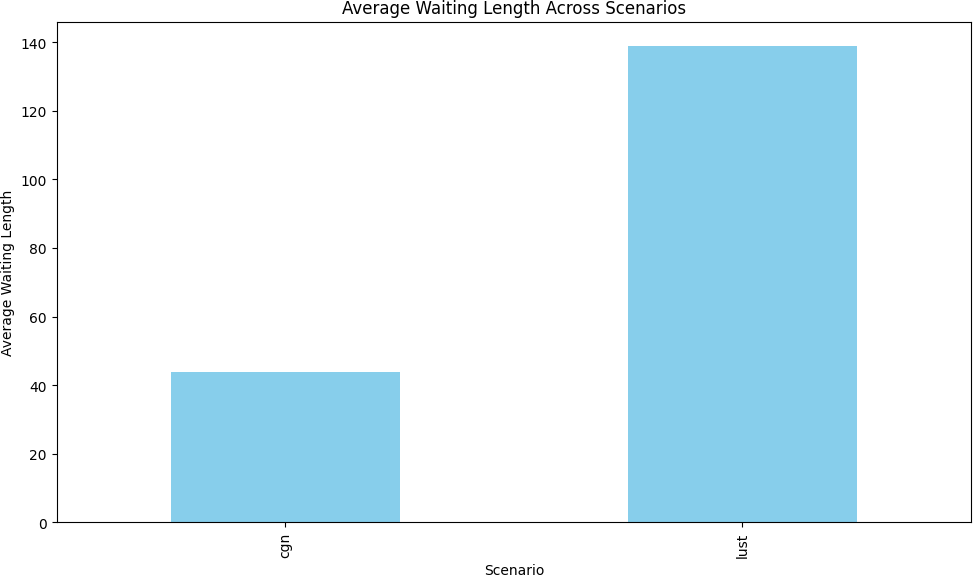 Average Waiting Length Across Scenarios
Average Waiting Length
140
120
100
80
60
40
20
0
cgn
lust
Scenario